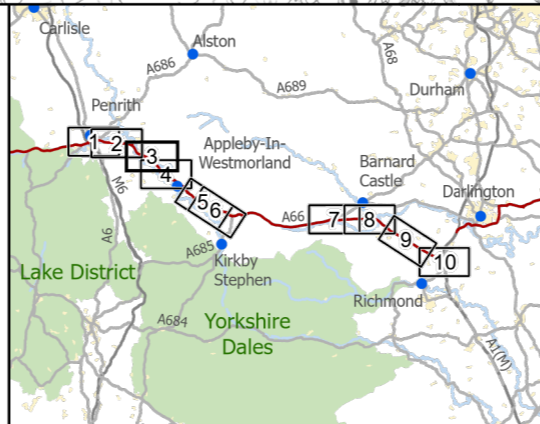 Carlisle
Alston
A686
A68
A689
Durham
Penrith
1
2
3
4
Appleby-In-
Westmorland
Barnard
Castle
Darlington
M6
5
6
A66
7
8
9
10
A6
A685
Kirkby
Stephen
Lake District
Richmond
A684
Yorkshire
Dales
A1(M)